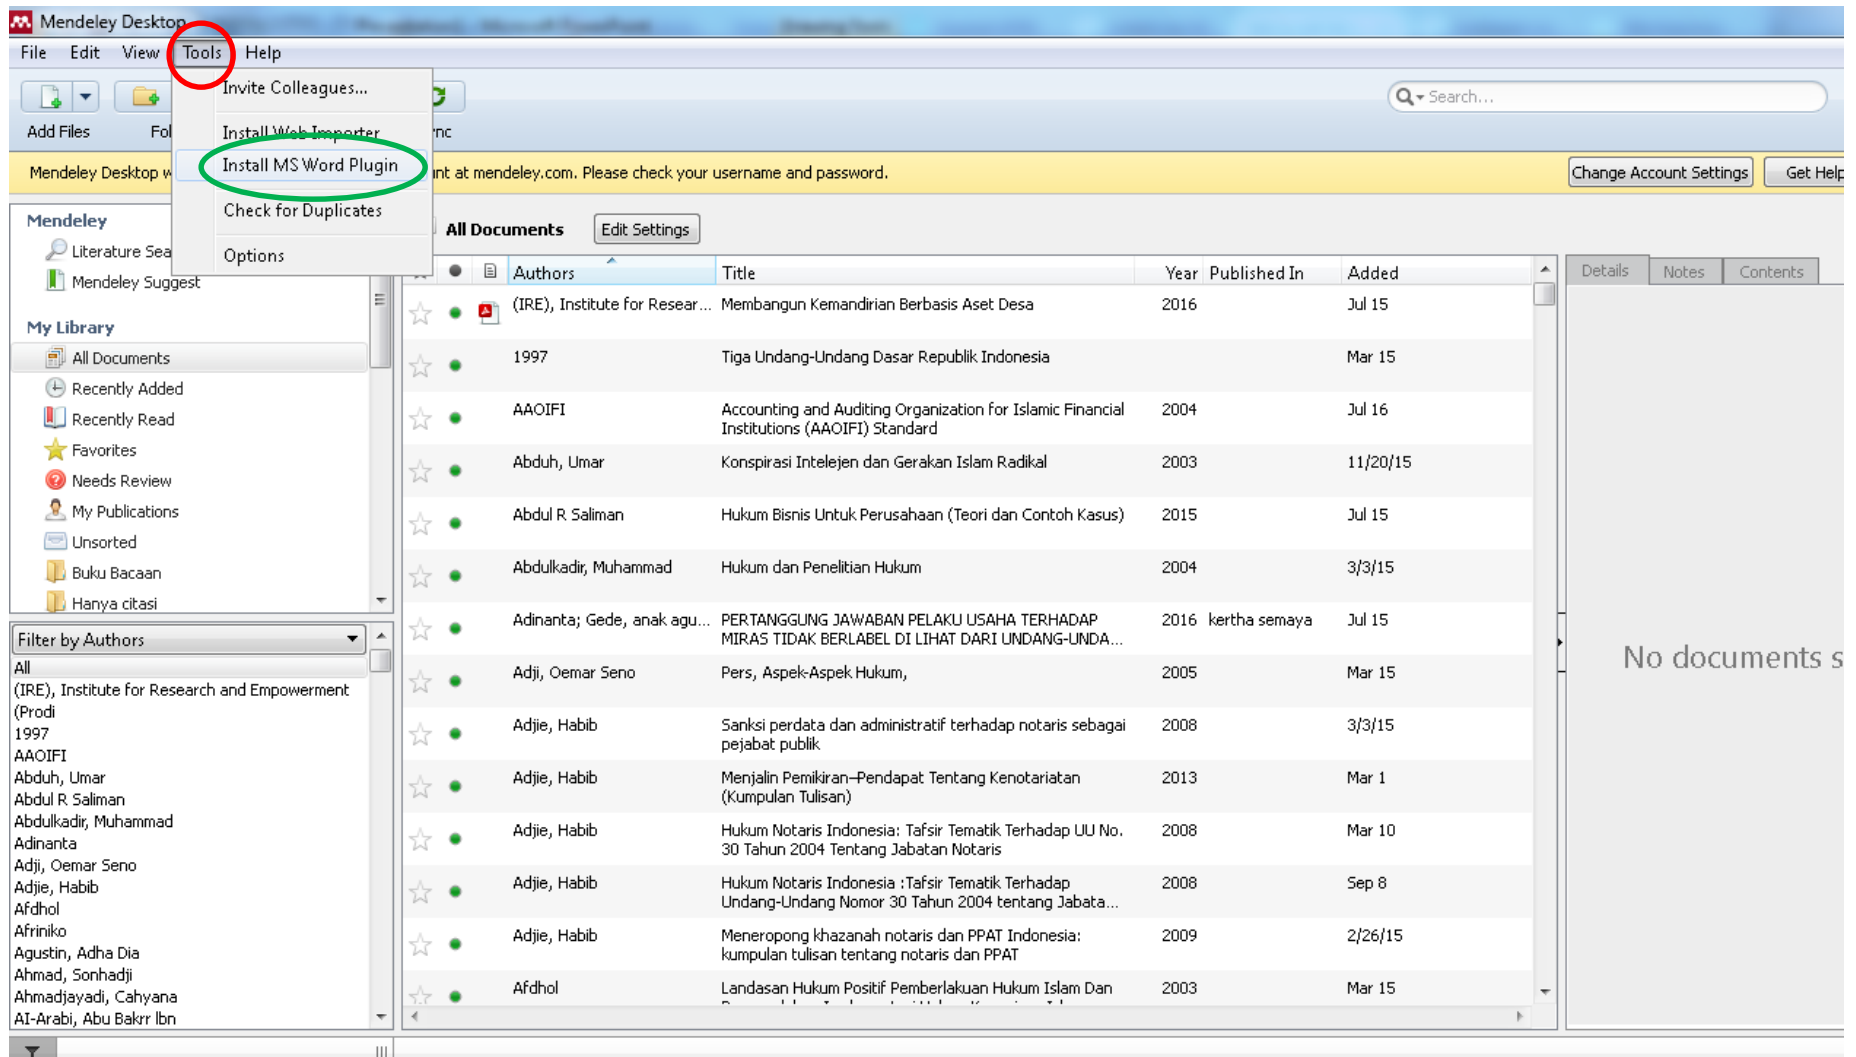 Mendeley Desktop
File Edit View Tools Help
Invite Colleagues...
Install Web Importer
Install MS Word Plugin
Check for Duplicates
Options
Search...
Add Files
Mendeley Desktop
nt at mendeley.com. Please check your username and password.
Change Account Settings
Get Help
Mendeley
Literature Sea
Mendeley Suggest
My Library
All Documents
Recently Added
Recently Read
Favorites
Needs Review
My Publications
Unsorted
Buku Bacaan
Hanya citasi
Filter by Authors
All
(IRE), Institute for Research and Empowerment
(Prodi
1997
AAOIFI
Abduh, Umar
Abdul R Saliman
Abdulkadir, Muhammad
Adinanta
Adji, Oemar Seno
Adjie, Habib
Afdhol
Afriniko
Agustin, Adha Dia
Ahmad, Sonhadji
Ahmadjayadi, Cahyana
Al-Arabi, Abu Bakrr Ibn
All Documents Edit Settings
Authors Title Year Published In Added
(IRE), Institute for Resear... Membangun Kemandirian Berbasis Aset Desa 2016 Jul 15
1997 Tiga Undang-Undang Dasar Republik Indonesia Mar 15
AAOIFI Accounting and Auditing Organization for Islamic Financial 2004 Jul 16
Institutions (AAOIFI) Standard
Abduh, Umar Konspirasi Intelejen dan Gerakan Islam Radikal 2003 11/20/15
Abdul R Saliman Hukum Bisnis Untuk Perusahaan (Teori dan Contoh Kasus) 2015 Jul 15
Abdulkadir, Muhammad Hukum dan Penelitian Hukum 2004 3/3/15
Adinanta; Gede, anak agu... PERTANGGUNG JAWABAN PELAKU USAHA TERHADAP 2016 kertha semaya Jul 15
MIRAS TIDAK BERLABEL DI LIHAT DARI UNDANG-UNDA...
Adji, Oemar Seno Pers, Aspek-Aspek Hukum, 2005 Mar 15
Adjie, Habib Sanksi perdata dan administratif terhadap notaris sebagai 2008 3/3/15
pejabat publik
Adjie, Habib Menjalin Pemikiran–Pendapat Tentang Kenotariatan 2013 Mar 1
(Kumpulan Tulisan)
Adjie, Habib Hukum Notaris Indonesia: Tafsir Tematik Terhadap UU No. 2008 Mar 10
30 Tahun 2004 Tentang Jabatan Notaris
Adjie, Habib Hukum Notaris Indonesia :Tafsir Tematik Terhadap 2008 Sep 8
Undang-Undang Nomor 30 Tahun 2004 tentang Jabata...
Adjie, Habib Meneropong khazanah notaris dan PPAT Indonesia: 2009 2/26/15
kumpulan tulisan tentang notaris dan PPAT
Afdhol Landasan Hukum Positif Pemberlakuan Hukum Islam Dan 2003 Mar 15
Details Notes Contents
No documents s